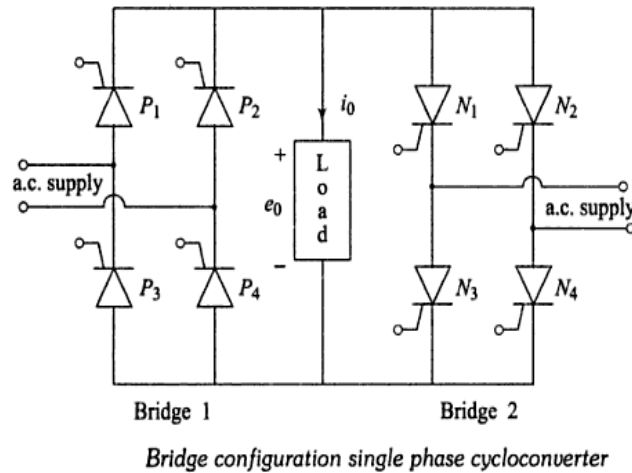 i0
P1
P2
N1
N2
+
Load
a.c. supply
e0
a.c. supply
−
P3
P4
N3
N4
Bridge 1
Bridge 2
Bridge configuration single phase cycloconverter